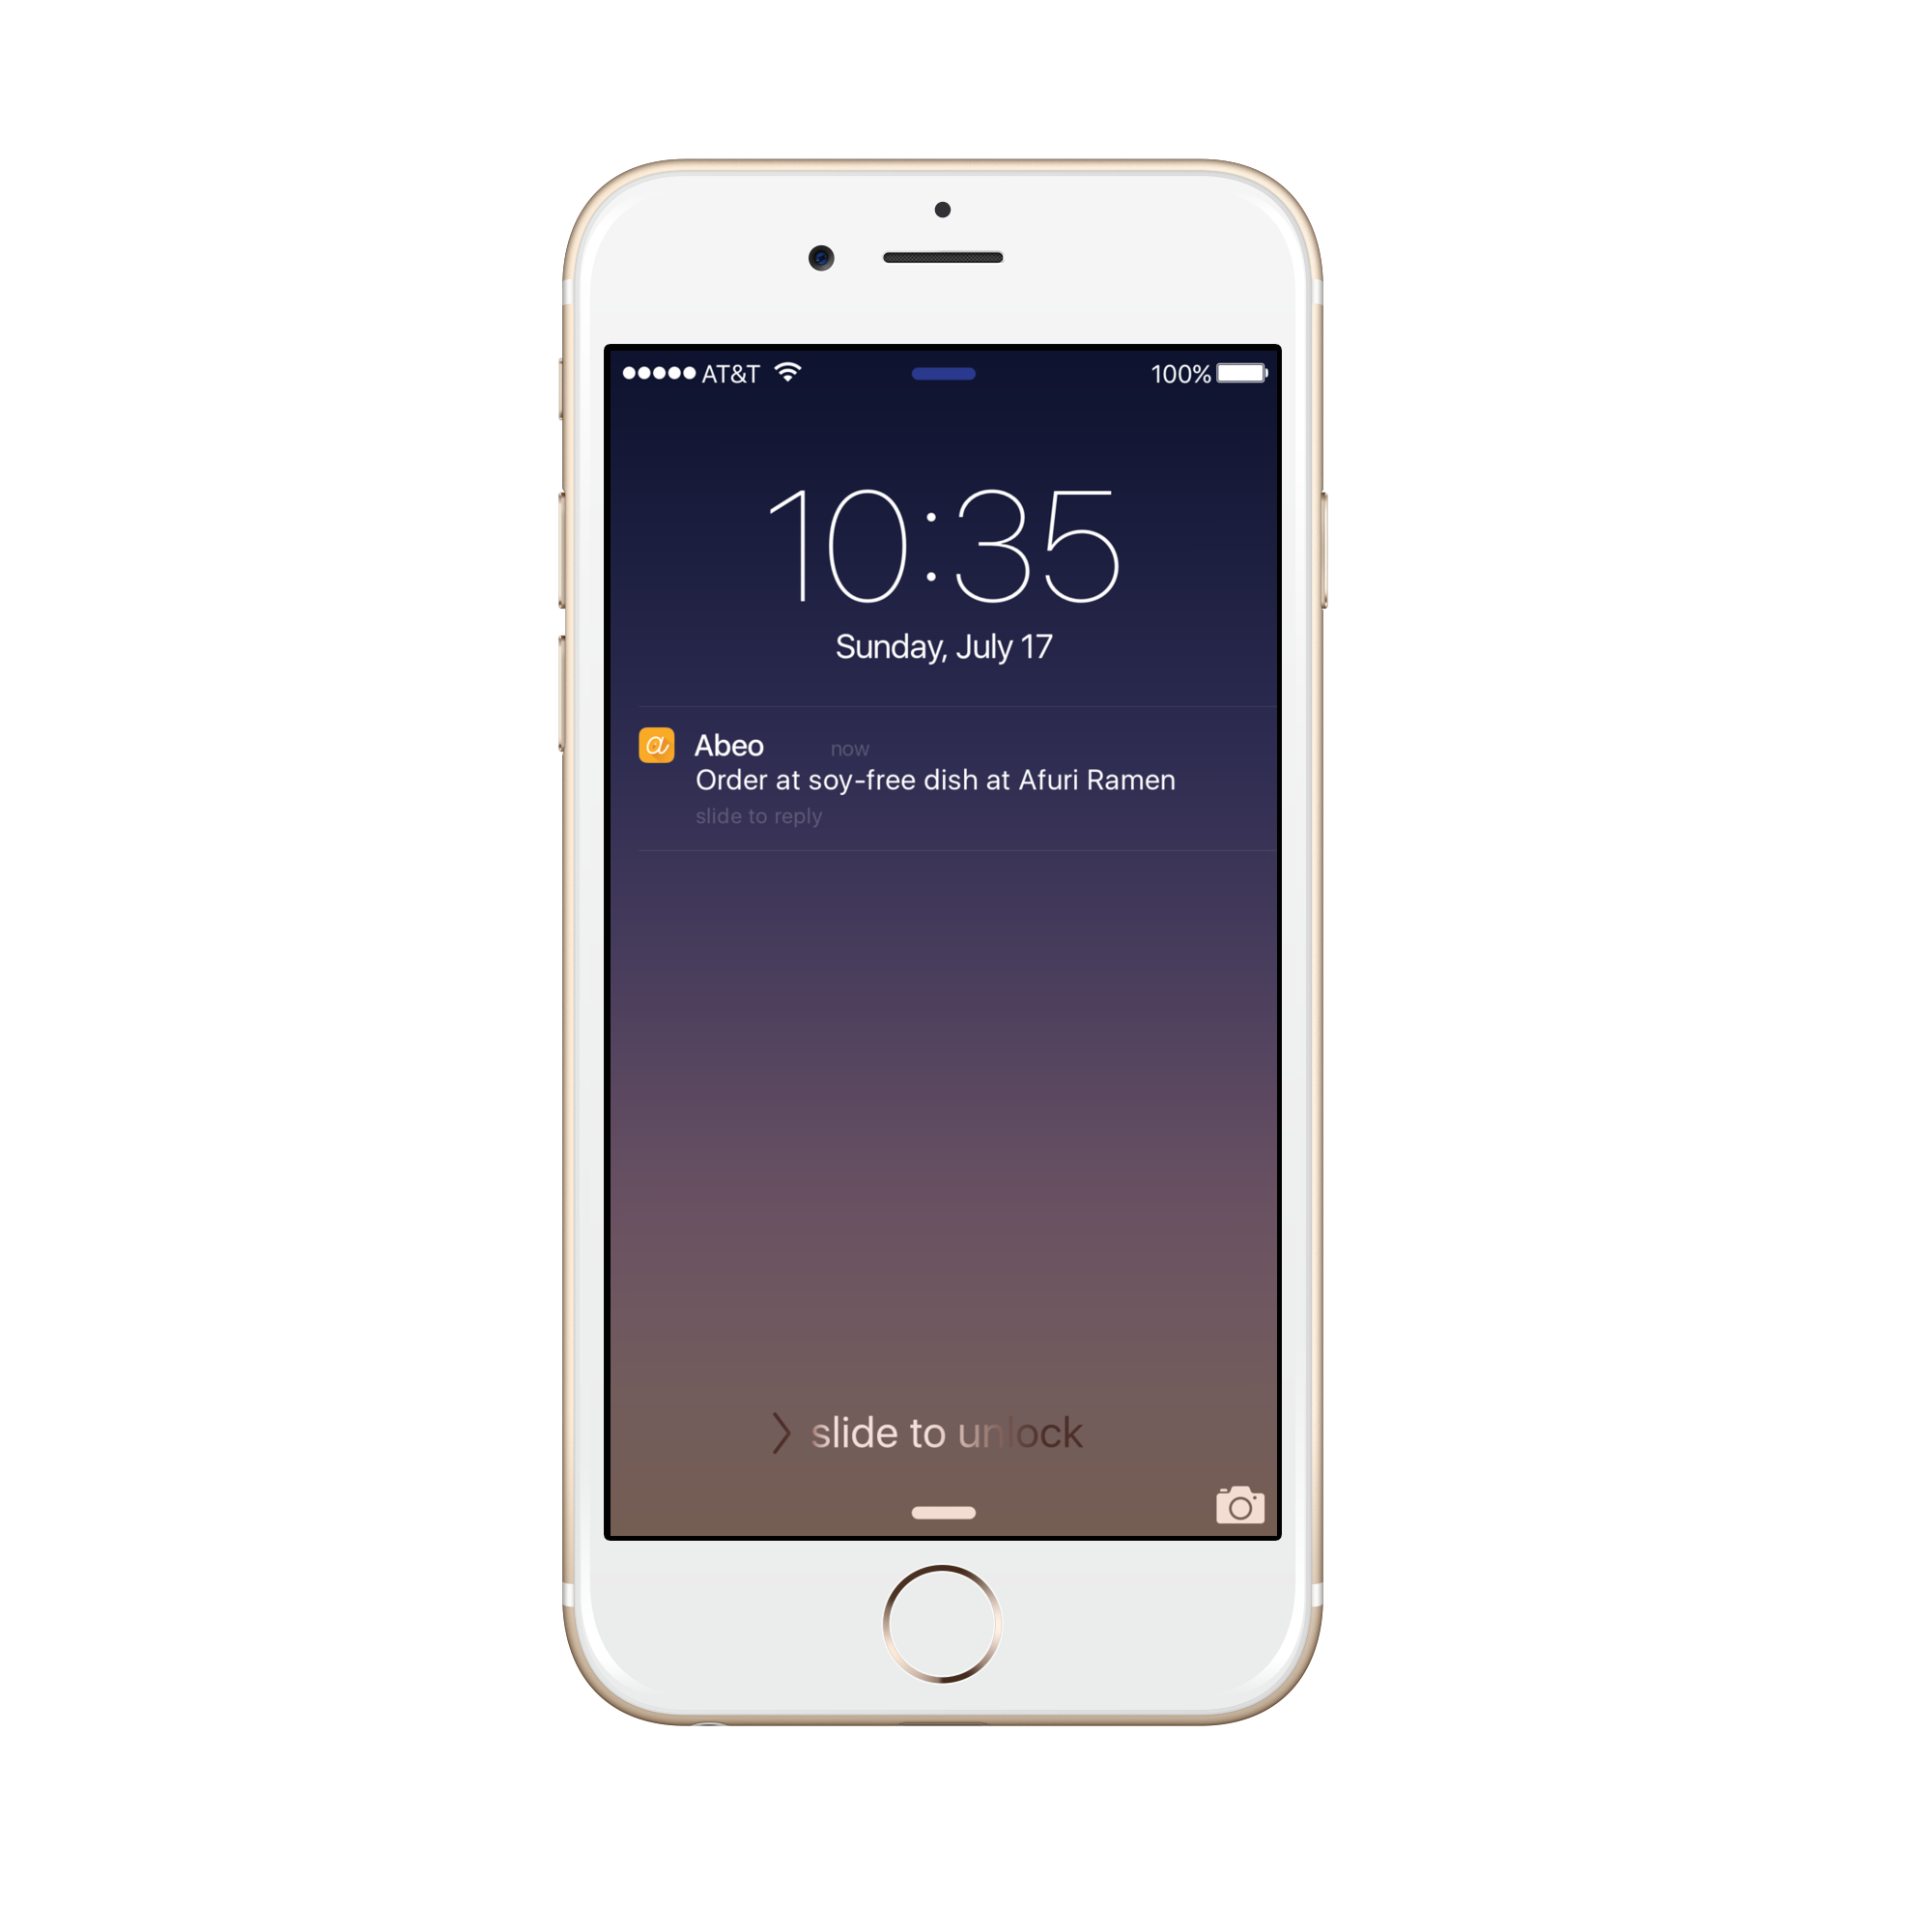 AT&T 100%
10:35
Sunday, July 17
a
Abeo now
Order at soy-free dish at Afuri Ramen
slide to reply
slide to unlock